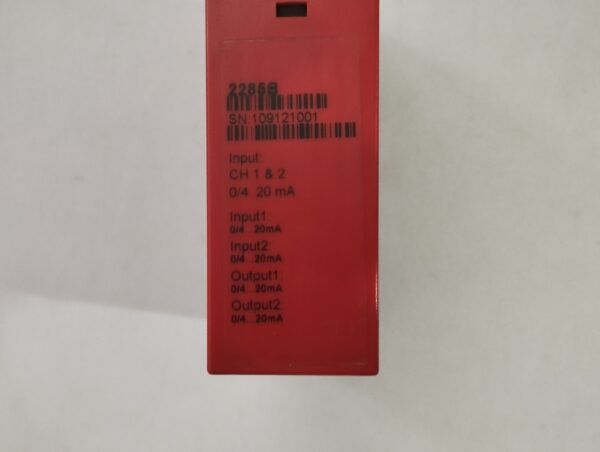 2285B
SN:109121001
Input:
CH 1 & 2
0/4...20 mA
Input1:
0/4...20mA
Input2:
0/4...20mA
Output1:
0/4...20mA
Output2:
0/4...20mA